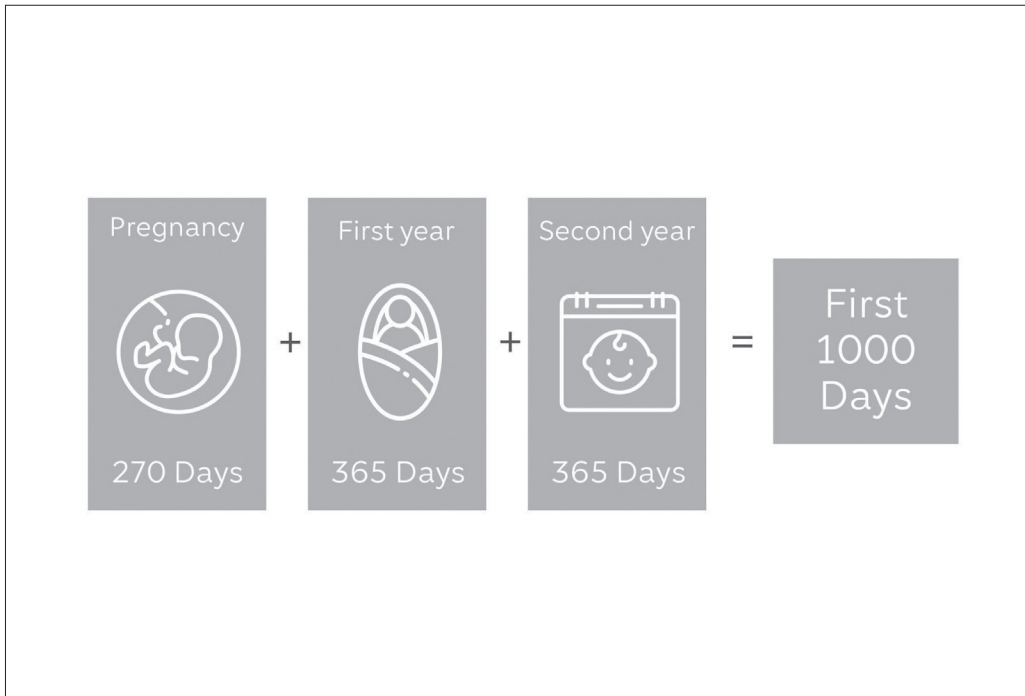 Pregnancy
270 Days
+
First year
365 Days
+
Second year
365 Days
=
First
1000
Days